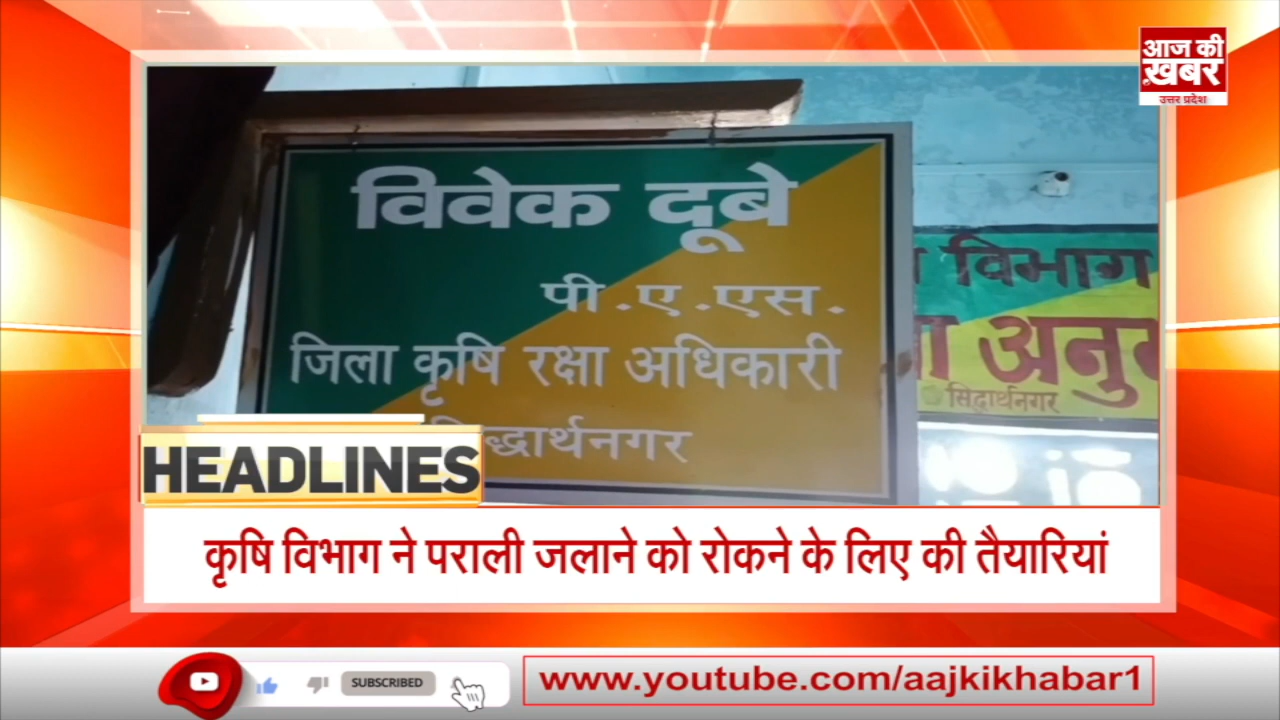 आज की
ख़बर
उत्तर प्रदेश
विवेक दूबे
पी.ए.एस.
जिला कृषि रक्षा अधिकारी
विभाग
अनु
सिद्धार्थनगर
HEADLINES
कृषि विभाग ने पराली जलाने को रोकने के लिए की तैयारियां
SUBSCRIBED
www.youtube.com/aajkikhabar1